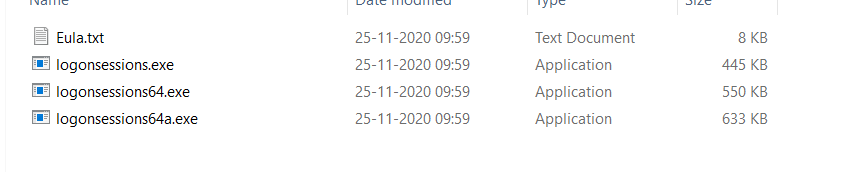 Name Date modified Type Size
Eula.txt 25-11-2020 09:59 Text Document 8 KB
logonsessions.exe 25-11-2020 09:59 Application 445 KB
logonsessions64.exe 25-11-2020 09:59 Application 550 KB
logonsessions64a.exe 25-11-2020 09:59 Application 633 KB